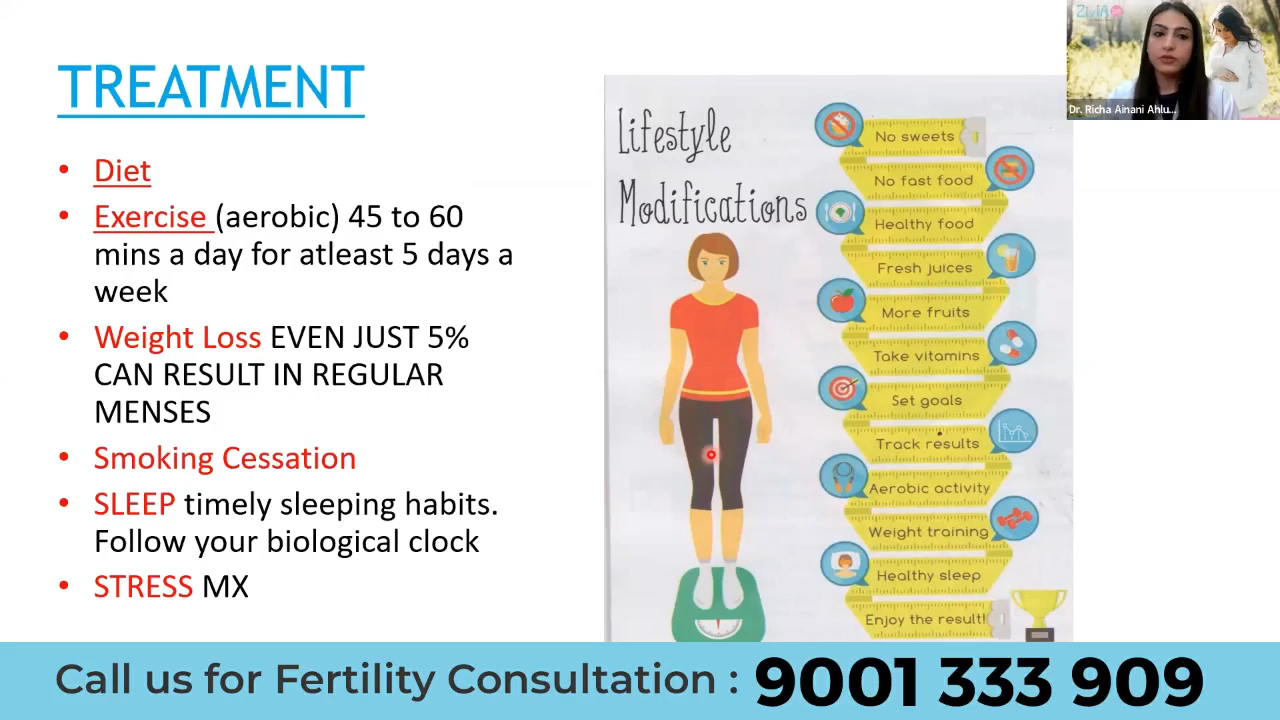 TREATMENT
• Diet
• Exercise (aerobic) 45 to 60
mins a day for atleast 5 days a
week
• Weight Loss EVEN JUST 5%
CAN RESULT IN REGULAR
MENSES
• Smoking Cessation
• SLEEP timely sleeping habits.
Follow your biological clock
• STRESS MX
Lifestyle
Modifications
No sweets
No fast food
Healthy food
Fresh juices
More fruits
Take vitamins
Set goals
Track results
Aerobic activity
Weight training
Healthy sleep
Enjoy the result!
Dr. Richa Ainani Ahlu...
Call us for Fertility Consultation : 9001 333 909